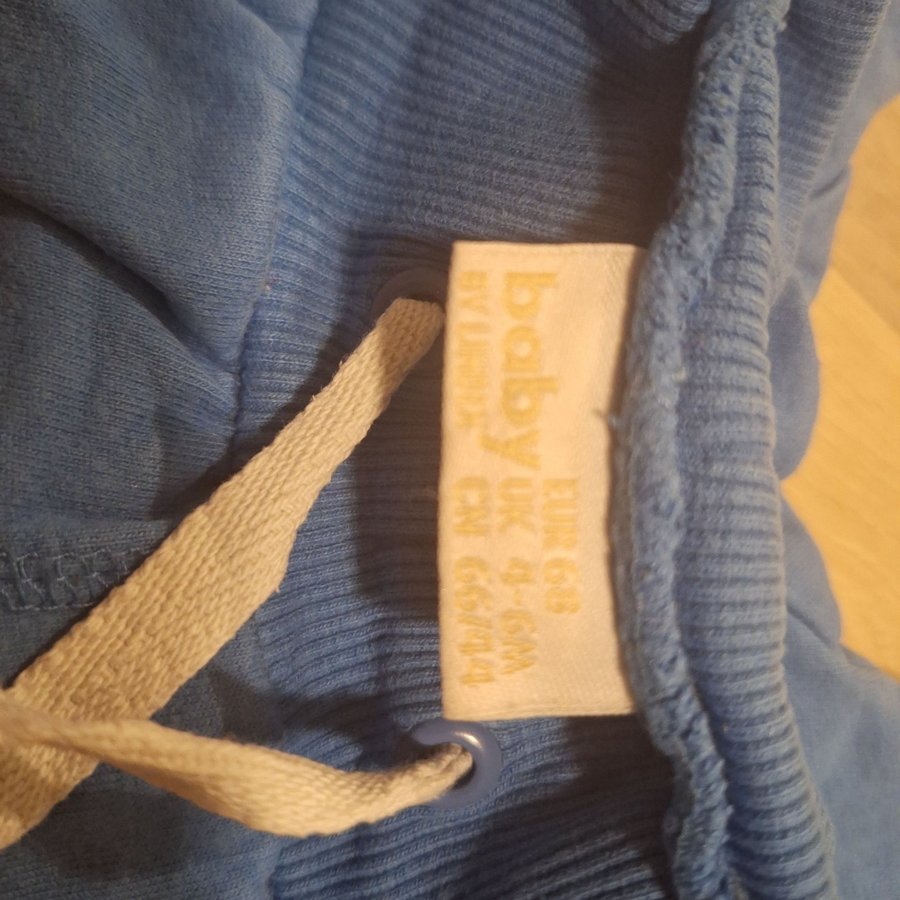 baby
BY LINDEX
EUR 68
UK 4-6M
CN 66/44